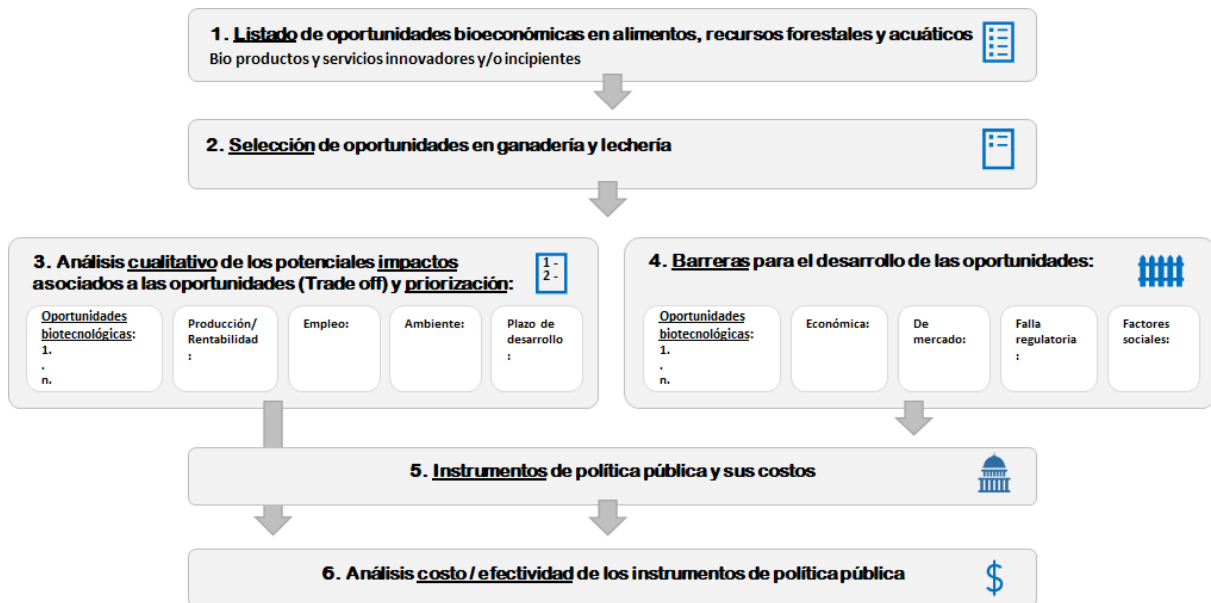 1. Listado de oportunidades bioeconómicas en alimentos, recursos forestales y acuáticos
Bio productos y servicios innovadores y/o incipientes
2. Selección de oportunidades en ganadería y lechería
3. Análisis cualitativo de los potenciales impactos
asociados a las oportunidades (Trade off) y priorización:
1 -
2 -
Oportunidades
biotecnológicas:
1.
.
n.
Producción/
Rentabilidad
:
Empleo:
Ambiente:
Plazo de
desarrollo
:
4. Barreras para el desarrollo de las oportunidades:
Oportunidades
biotecnológicas:
1.
.
n.
Económica:
De
mercado:
Falla
regulatoria
:
Factores
sociales:
5. Instrumentos de política pública y sus costos
6. Análisis costo / efectividad de los instrumentos de política pública
$